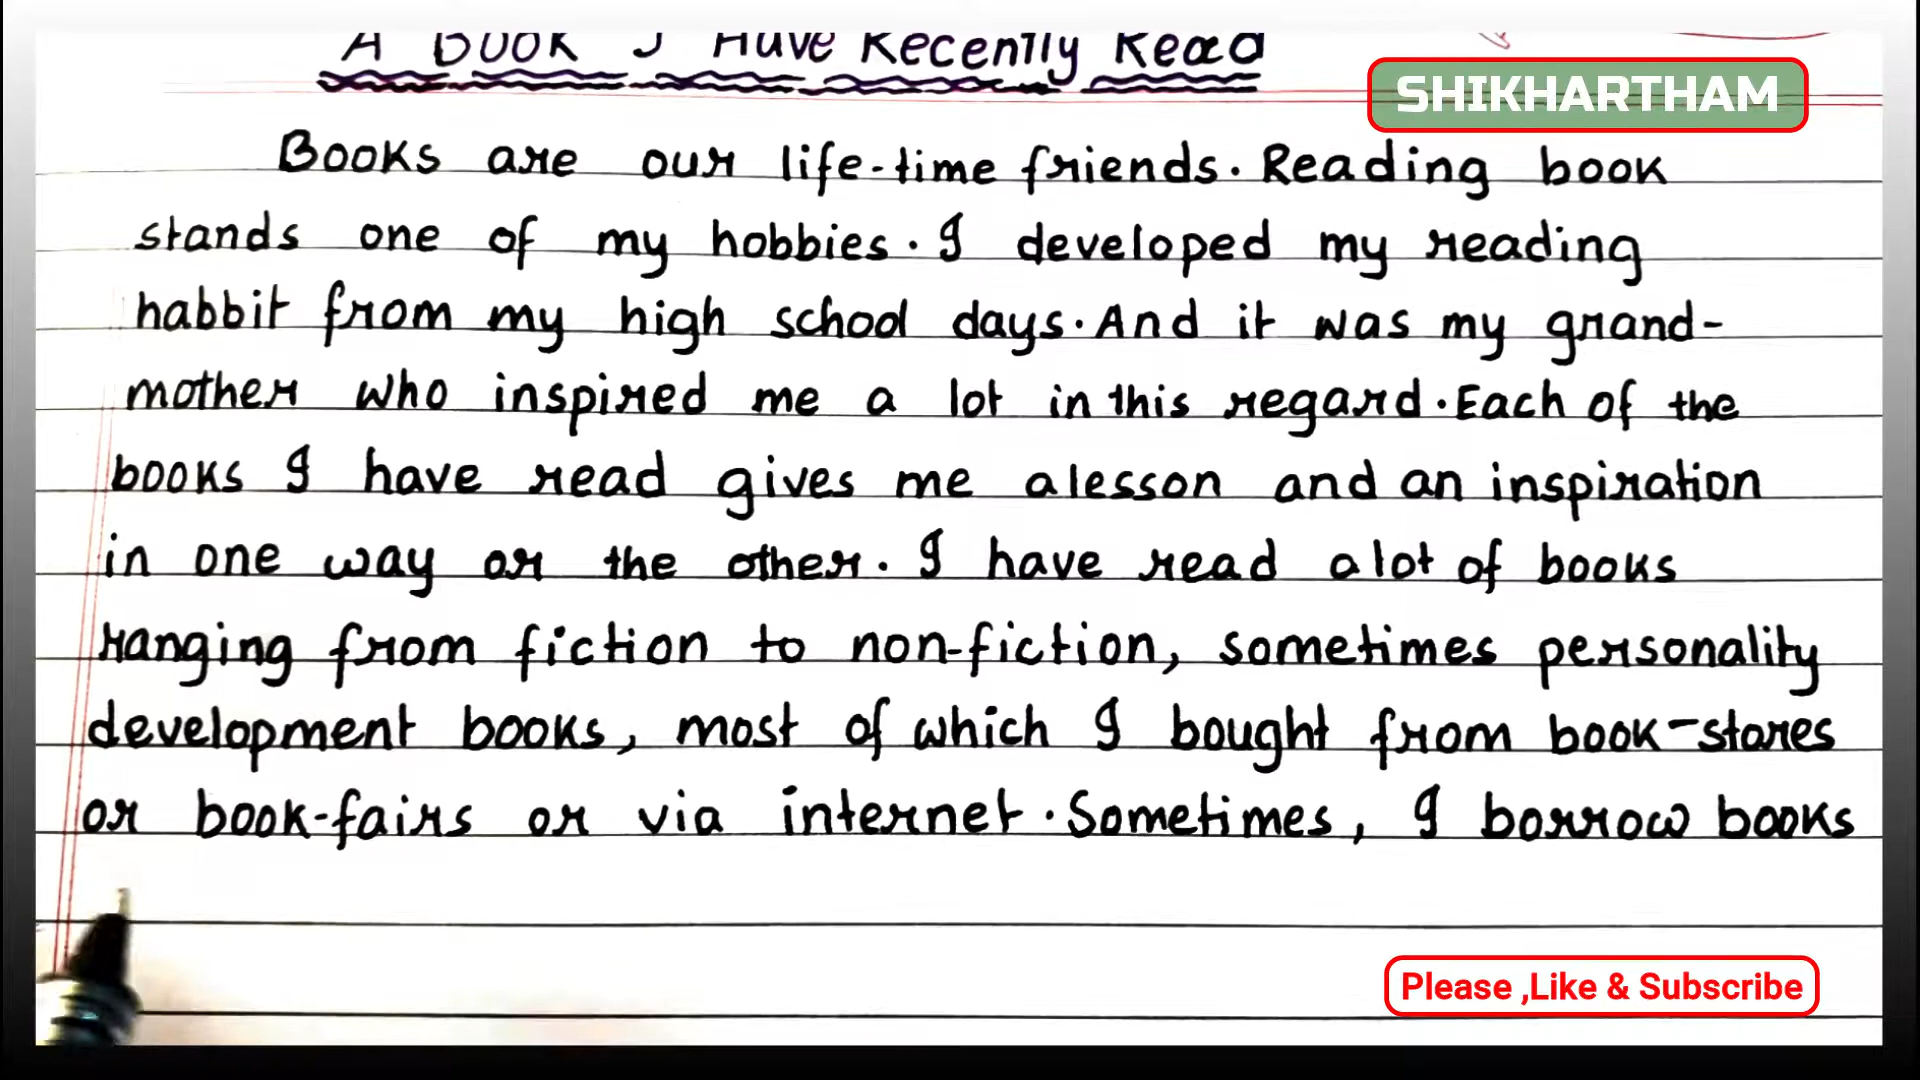 A Book I Have Recently Read
SHIKHARTHAM
Books are our life-time friends. Reading book
stands one of my hobbies. I developed my reading
habbit from my high school days. And it was my grand-
mother who inspired me a lot in this regard. Each of the
books I have read gives me a lesson and an inspiration
in one way or the other. I have read a lot of books
ranging from fiction to non-fiction, sometimes personality
development books, most of which I bought from book-stores
or book-fairs or via internet. Sometimes, I borrow books
Please ,Like & Subscribe